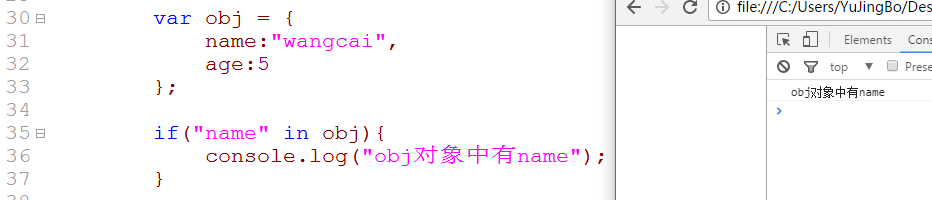 30 var obj = {
31 name:"wangcai",
32 age:5
33 };
34
35 if("name" in obj){
36 console.log("obj对象中有name");
37 }
file:///C:/Users/YuJingBo/Des
Elements Cons
top ▼ Prese
obj对象中有name
>